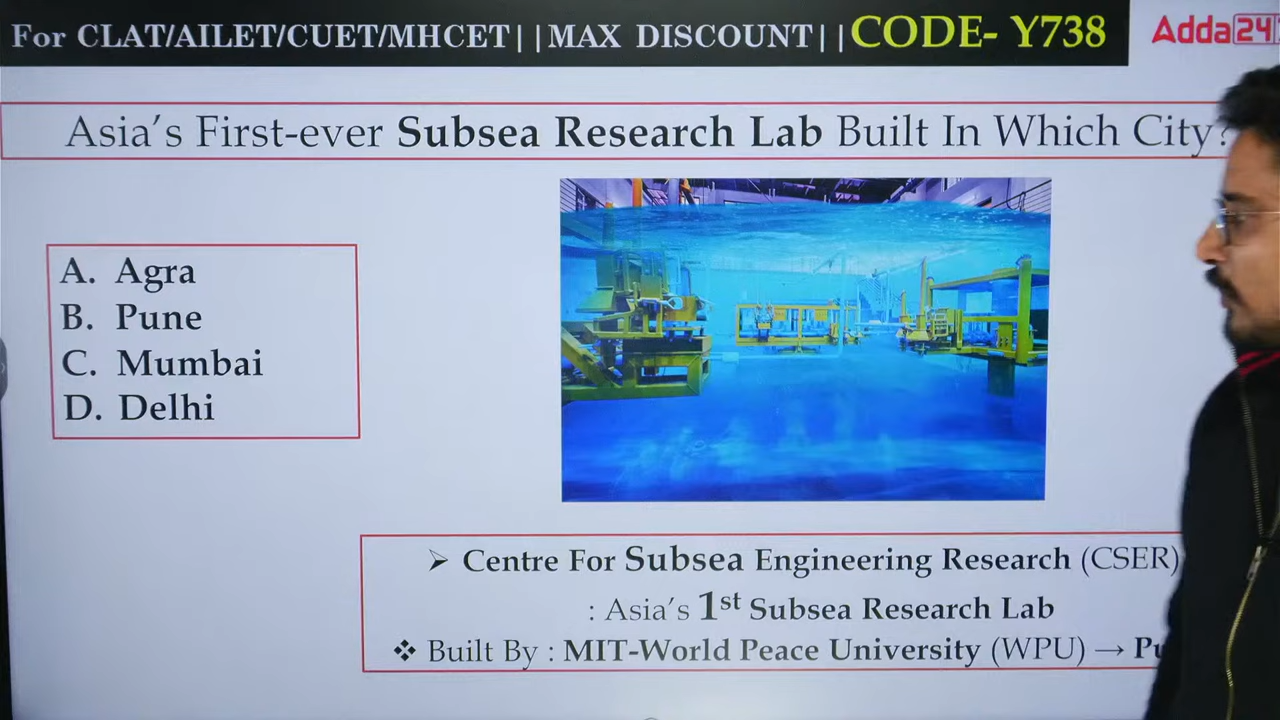 For CLAT/AILET/CUET/MHCET||MAX DISCOUNT||CODE- Y738
Adda24
Asia's First-ever Subsea Research Lab Built In Which City?
A. Agra
B. Pune
C. Mumbai
D. Delhi
➢ Centre For Subsea Engineering Research (CSER)
: Asia's 1st Subsea Research Lab
❖ Built By : MIT-World Peace University (WPU) →